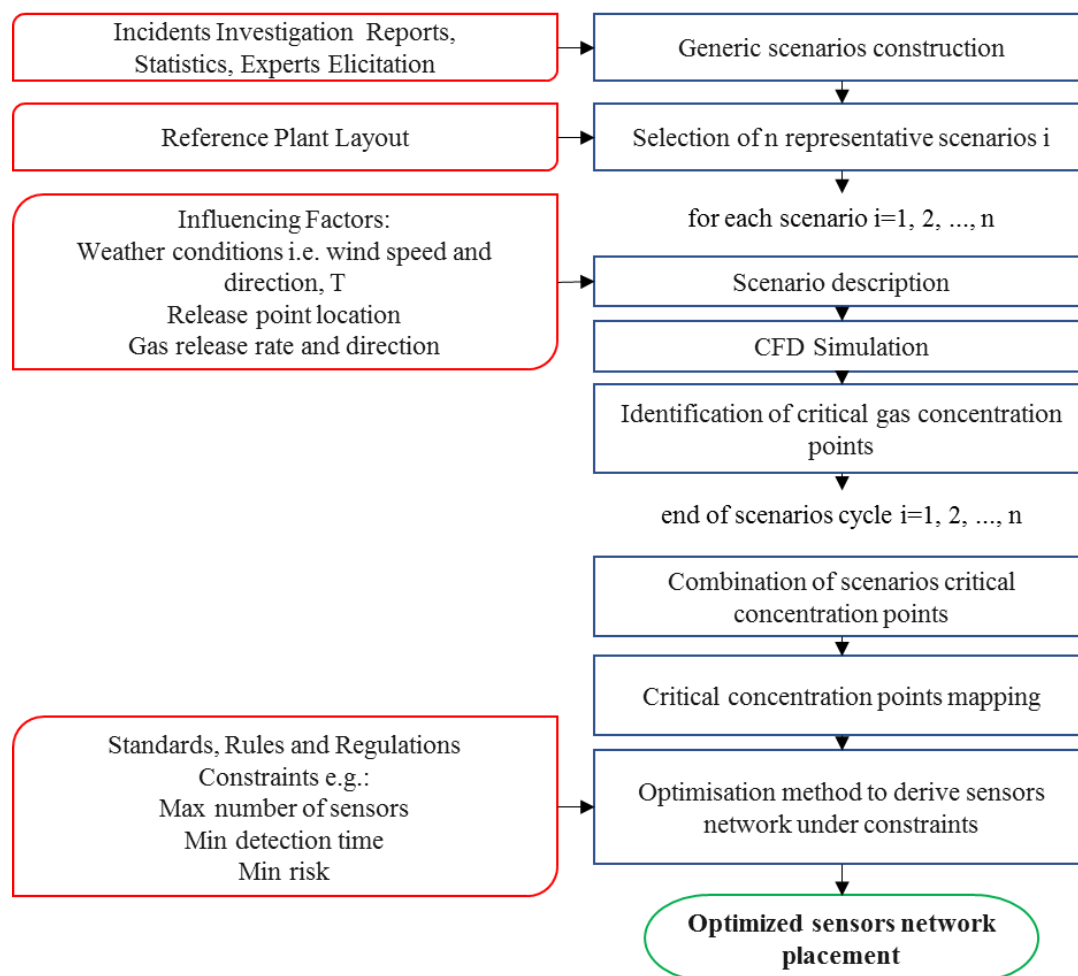 Incidents Investigation Reports,
Statistics, Experts Elicitation
Generic scenarios construction
Reference Plant Layout
Selection of n representative scenarios i
for each scenario i=1, 2, ..., n
Influencing Factors:
Weather conditions i.e. wind speed and
direction, T
Release point location
Gas release rate and direction
Scenario description
CFD Simulation
Identification of critical gas concentration
points
end of scenarios cycle i=1, 2, ..., n
Combination of scenarios critical
concentration points
Critical concentration points mapping
Standards, Rules and Regulations
Constraints e.g.:
Max number of sensors
Min detection time
Min risk
Optimisation method to derive sensors
network under constraints
Optimized sensors network
placement